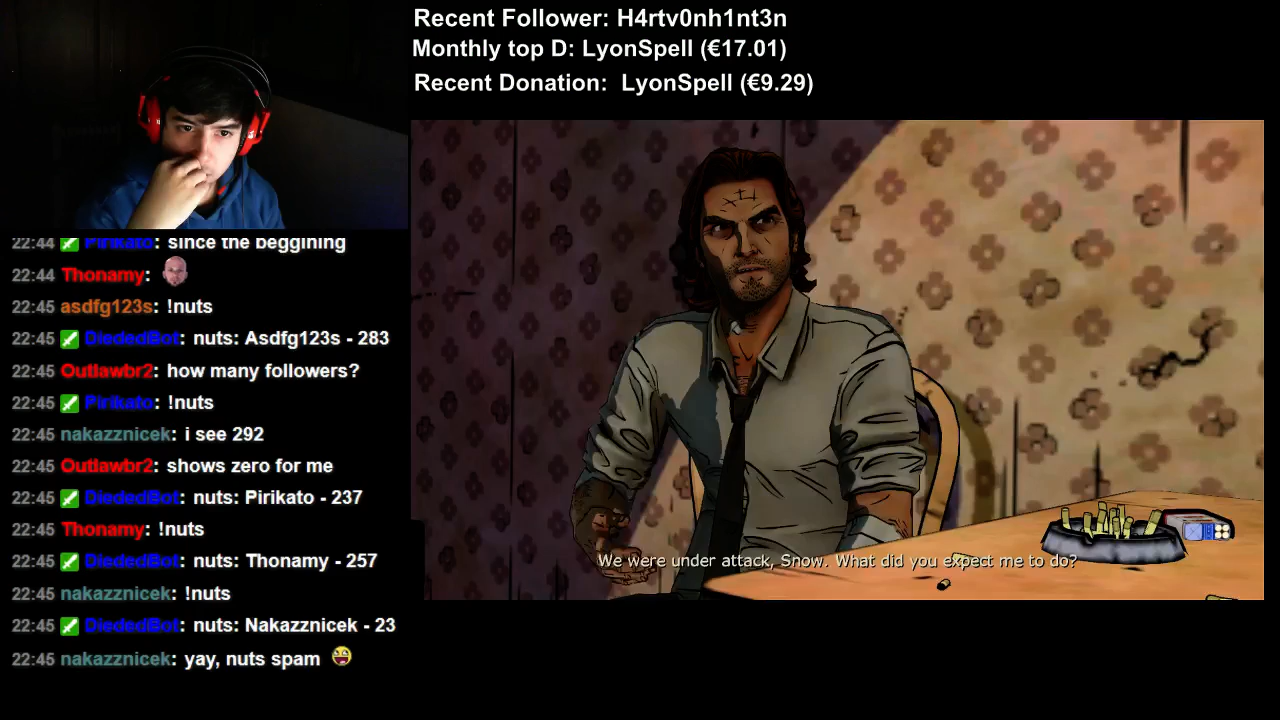 Recent Follower: H4rtv0nh1nt3n
Monthly top D: LyonSpell (€17.01)
Recent Donation: LyonSpell (€9.29)
22:44 Pirikato: since the beggining
22:44 Thonamy:
22:45 asdfg123s: !nuts
22:45 DiededBot: nuts: Asdfg123s - 283
22:45 Outlawbr2: how many followers?
22:45 Pirikato: !nuts
22:45 nakazznicek: i see 292
22:45 Outlawbr2: shows zero for me
22:45 DiededBot: nuts: Pirikato - 237
22:45 Thonamy: !nuts
22:45 DiededBot: nuts: Thonamy - 257
22:45 nakazznicek: !nuts
22:45 DiededBot: nuts: Nakazznicek - 23
22:45 nakazznicek: yay, nuts spam
We were under attack, Snow. What did you expect me to do?